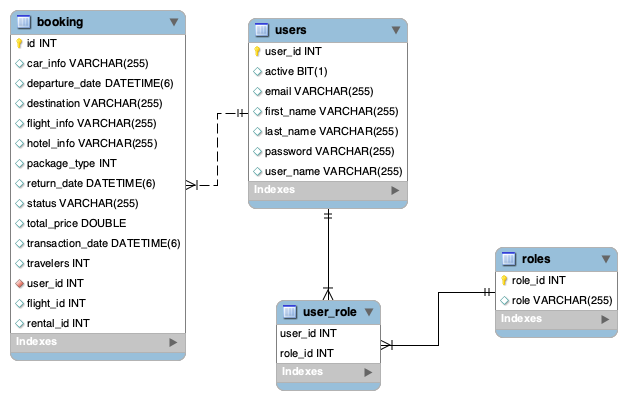 booking
id INT
car_info VARCHAR(255)
departure_date DATETIME(6)
destination VARCHAR(255)
flight_info VARCHAR(255)
hotel_info VARCHAR(255)
package_type INT
return_date DATETIME(6)
status VARCHAR(255)
total_price DOUBLE
transaction_date DATETIME(6)
travelers INT
user_id INT
flight_id INT
rental_id INT
Indexes
users
user_id INT
active BIT(1)
email VARCHAR(255)
first_name VARCHAR(255)
last_name VARCHAR(255)
password VARCHAR(255)
user_name VARCHAR(255)
Indexes
user_role
user_id INT
role_id INT
Indexes
roles
role_id INT
role VARCHAR(255)
Indexes